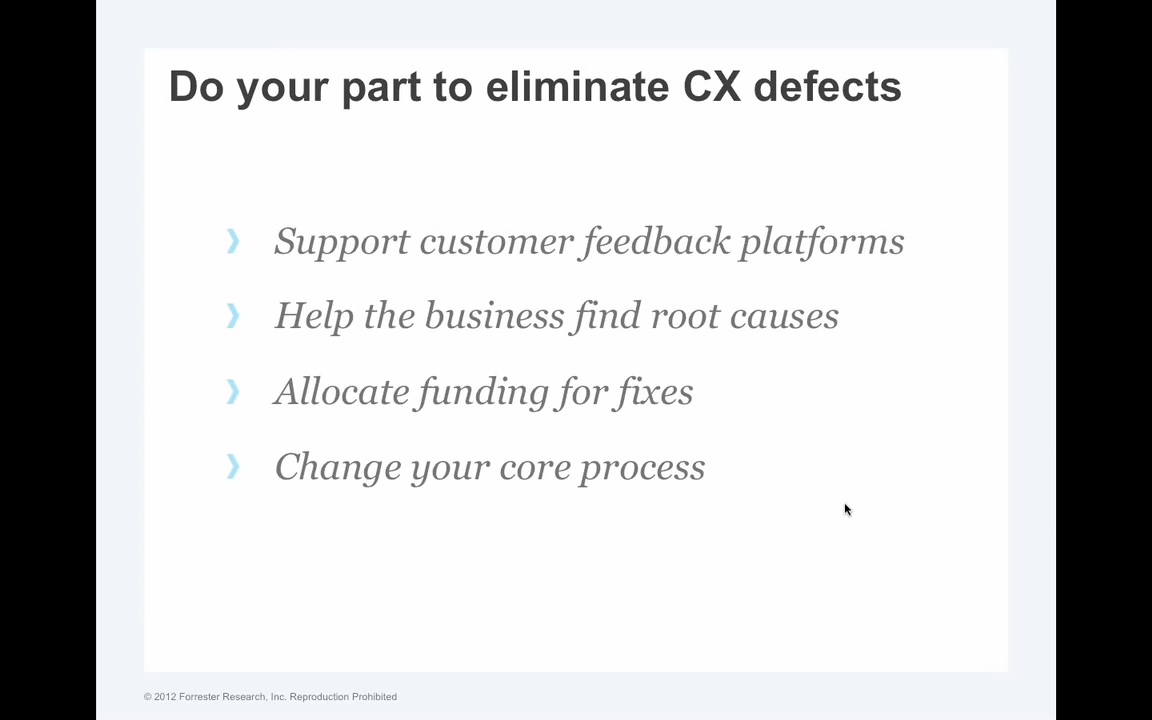 Do your part to eliminate CX defects
Support customer feedback platforms
Help the business find root causes
Allocate funding for fixes
Change your core process
© 2012 Forrester Research, Inc. Reproduction Prohibited